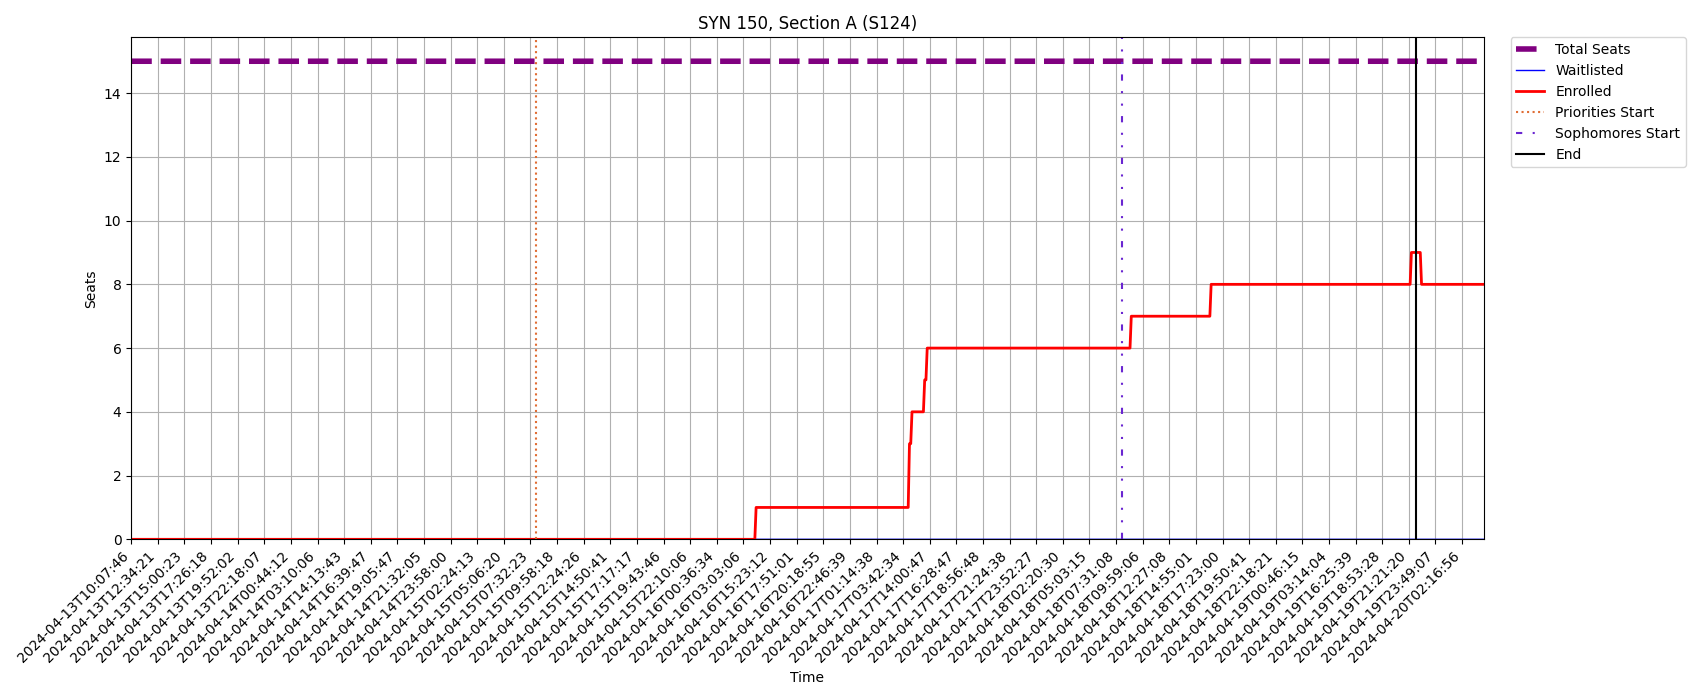 SYN 150, Section A (S124)
Total Seats
Waitlisted
Enrolled
Priorities Start
Sophomores Start
End
14
12
10
8
6
4
2
0
Seats
2024-04-13T10:07:46
2024-04-13T12:34:21
2024-04-13T15:00:23
2024-04-13T17:26:18
2024-04-13T19:52:02
2024-04-13T22:18:07
2024-04-14T00:44:12
2024-04-14T03:10:06
2024-04-14T14:13:43
2024-04-14T16:39:47
2024-04-14T19:05:47
2024-04-14T21:32:05
2024-04-14T23:58:00
2024-04-15T02:24:13
2024-04-15T05:06:20
2024-04-15T07:32:23
2024-04-15T09:58:18
2024-04-15T12:24:26
2024-04-15T14:50:41
2024-04-15T17:17:17
2024-04-15T19:43:46
2024-04-15T22:10:06
2024-04-16T00:36:34
2024-04-16T03:03:06
2024-04-16T15:23:12
2024-04-16T17:51:01
2024-04-16T20:18:55
2024-04-16T22:46:39
2024-04-17T01:14:38
2024-04-17T03:42:34
2024-04-17T14:00:47
2024-04-17T16:28:47
2024-04-17T18:56:48
2024-04-17T21:24:38
2024-04-17T23:52:27
2024-04-18T02:20:30
2024-04-18T05:03:15
2024-04-18T07:31:08
2024-04-18T09:59:06
2024-04-18T12:27:08
2024-04-18T14:55:01
2024-04-18T17:23:00
2024-04-18T19:50:41
2024-04-18T22:18:21
2024-04-19T00:46:15
2024-04-19T03:14:04
2024-04-19T16:25:39
2024-04-19T18:53:28
2024-04-19T21:21:20
2024-04-19T23:49:07
2024-04-20T02:16:56
Time